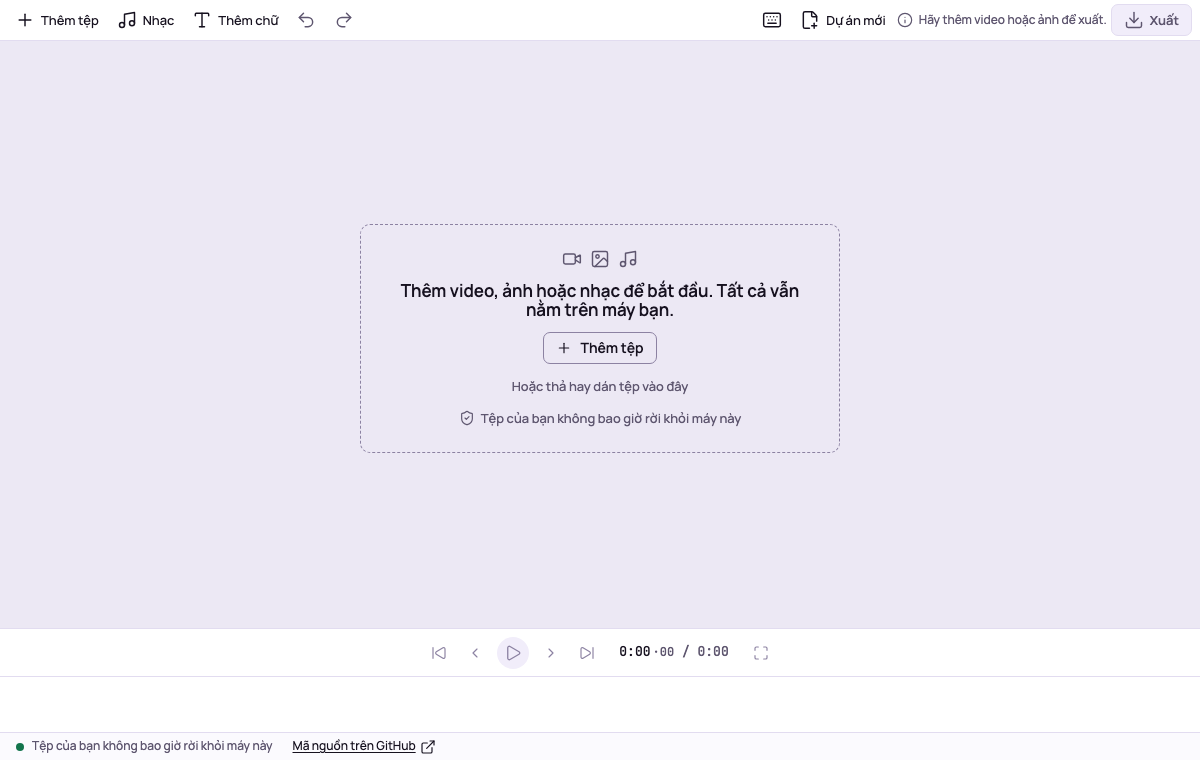 Thêm tệp
Nhạc
Thêm chữ
Dự án mới
Hãy thêm video hoặc ảnh để xuất.
Xuất
Thêm video, ảnh hoặc nhạc để bắt đầu. Tất cả vẫn
nằm trên máy bạn.
Thêm tệp
Hoặc thả hay dán tệp vào đây
Tệp của bạn không bao giờ rời khỏi máy này
0:00.00 / 0:00
Tệp của bạn không bao giờ rời khỏi máy này
Mã nguồn trên GitHub